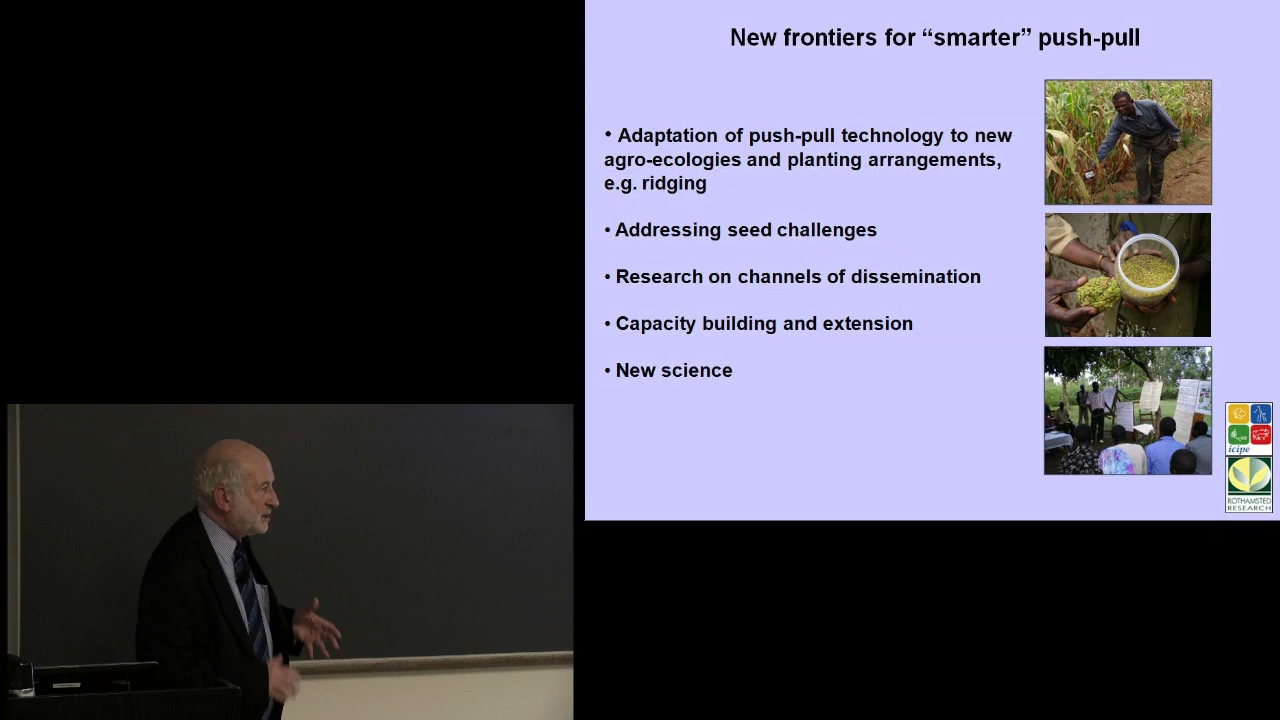 New frontiers for “smarter” push-pull
• Adaptation of push-pull technology to new
agro-ecologies and planting arrangements,
e.g. ridging
• Addressing seed challenges
• Research on channels of dissemination
• Capacity building and extension
• New science
icipe
ROTHAMSTED
RESEARCH